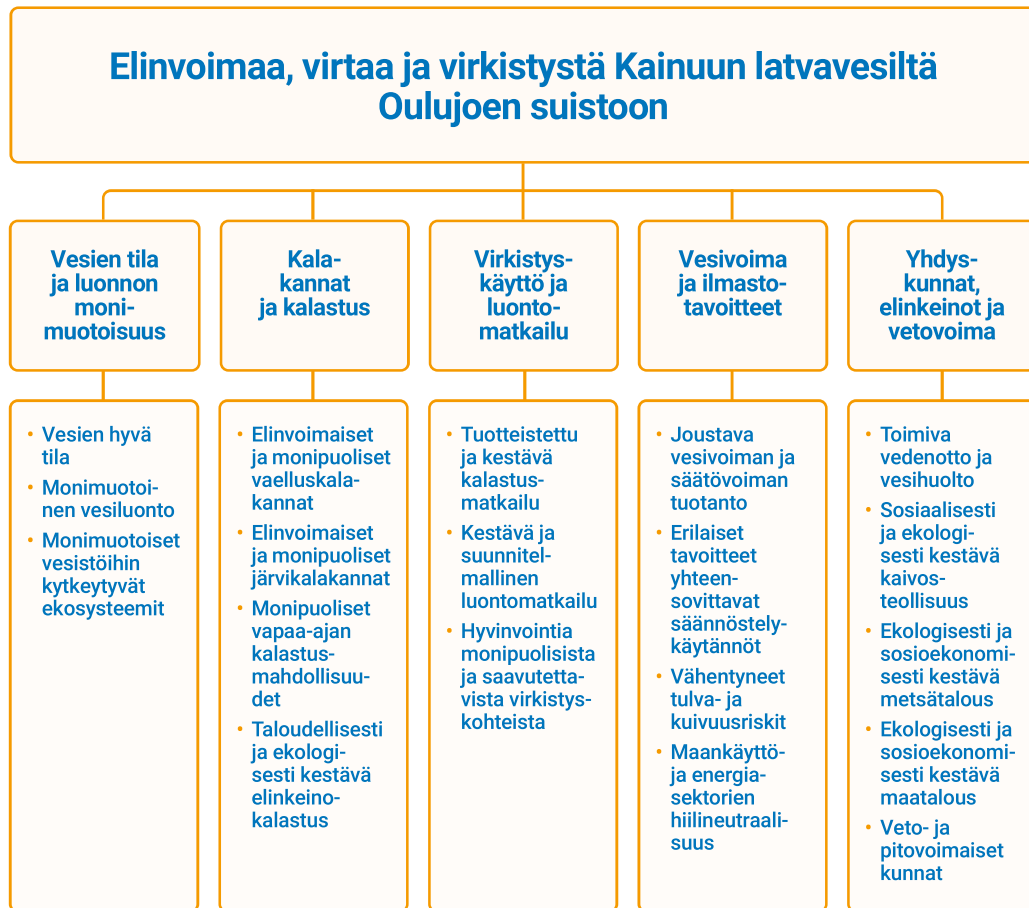 Elinvoimaa, virtaa ja virkistystä Kainuun latvavesiltä
Oulujoen suistoon
Vesien tila
ja luonnon
moni-
muotoisuus
Kala-
kannat
ja kalastus
Virkistys-
käyttö ja
luonto-
matkailu
Vesivoima
ja ilmasto-
tavoitteet
Yhdys-
kunnat,
elinkeinot ja
vetovoima
• Vesien hyvä
tila
• Monimuotoi-
nen vesiluonto
• Monimuotoiset
vesistöihin
kytkeytyvät
ekosysteemit
• Elinvoimaiset
ja monipuoliset
vaelluskala-
kannat
• Elinvoimaiset
ja monipuoliset
järvikalakannat
• Monipuoliset
vapaa-ajan
kalastus-
mahdollisuu-
det
• Taloudellisesti
ja ekologi-
sesti kestävä
elinkeino-
kalastus
• Tuotteistettu
ja kestävä
kalastus-
matkailu
• Kestävä ja
suunnitel-
mallinen
luontomatkailu
• Hyvinvointia
monipuolisista
ja saavutetta-
vista virkistys-
kohteista
• Joustava
vesivoiman ja
säätövoiman
tuotanto
• Erilaiset
tavoitteet
yhteen-
sovittavat
säännöstely-
käytännöt
• Vähentyneet
tulva- ja
kuivuusriskit
• Maankäyttö-
ja energia-
sektorien
hiilineutraali-
suus
• Toimiva
vedenotto ja
vesihuolto
• Sosiaalisesti
ja ekologi-
sesti kestävä
kaivos-
teollisuus
• Ekologisesti ja
sosioekonomi-
sesti kestävä
metsätalous
• Ekologisesti ja
sosioekonomi-
sesti kestävä
maatalous
• Veto- ja
pitovoimaiset
kunnat